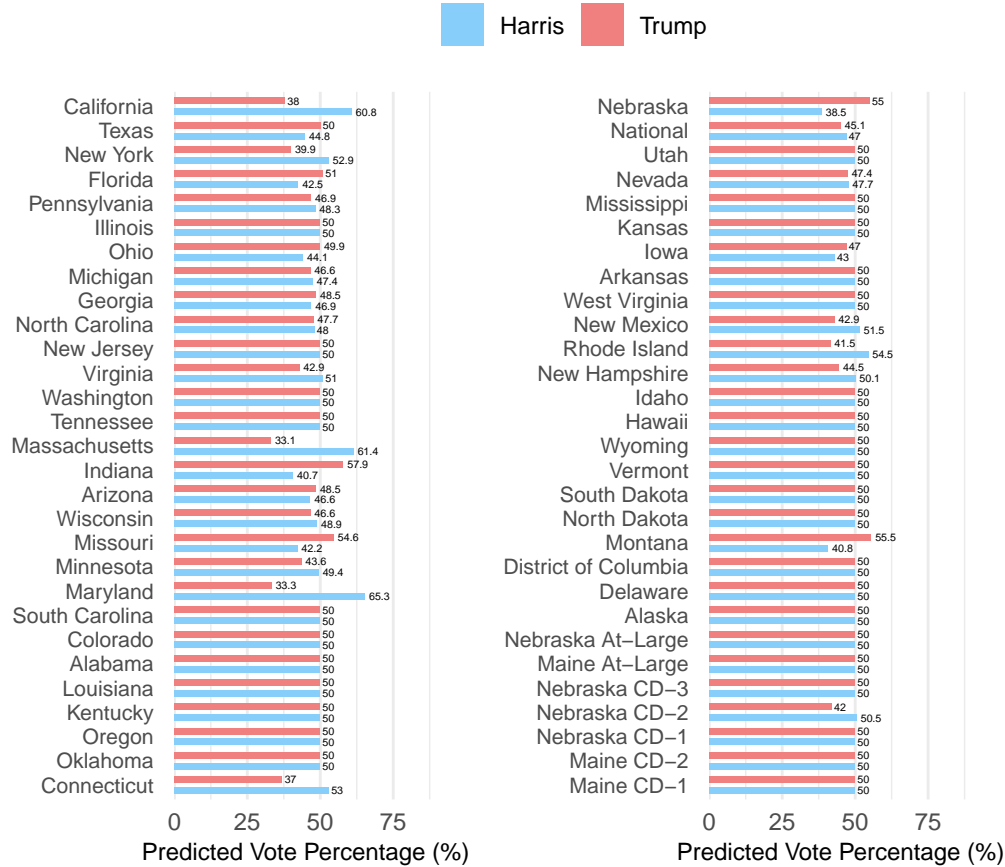 Harris Trump
California 38 60.8
Texas 50 44.8
New York 39.9 52.9
Florida 51 42.5
Pennsylvania 46.9 48.3
Illinois 50 50
Ohio 49.9 44.1
Michigan 46.6 47.4
Georgia 48.5 46.9
North Carolina 47.7 48
New Jersey 50 50
Virginia 42.9 51
Washington 50 50
Tennessee 50 50
Massachusetts 33.1 61.4
Indiana 57.9 40.7
Arizona 48.5 46.6
Wisconsin 46.6 48.9
Missouri 54.6 42.2
Minnesota 43.6 49.4
Maryland 33.3 65.3
South Carolina 50 50
Colorado 50 50
Alabama 50 50
Louisiana 50 50
Kentucky 50 50
Oregon 50 50
Oklahoma 50 50
Connecticut 37 53
0 25 50 75
Predicted Vote Percentage (%)
Nebraska 55 38.5
National 45.1 47
Utah 50 50
Nevada 47.4 47.7
Mississippi 50 50
Kansas 50 50
Iowa 47 43
Arkansas 50 50
West Virginia 50 50
New Mexico 42.9 51.5
Rhode Island 41.5 54.5
New Hampshire 44.5 50.1
Idaho 50 50
Hawaii 50 50
Wyoming 50 50
Vermont 50 50
South Dakota 50 50
North Dakota 50 50
Montana 55.5 40.8
District of Columbia 50 50
Delaware 50 50
Alaska 50 50
Nebraska At−Large 50 50
Maine At−Large 50 50
Nebraska CD−3 50 50
Nebraska CD−2 42 50.5
Nebraska CD−1 50 50
Maine CD−2 50 50
Maine CD−1 50 50
0 25 50 75
Predicted Vote Percentage (%)